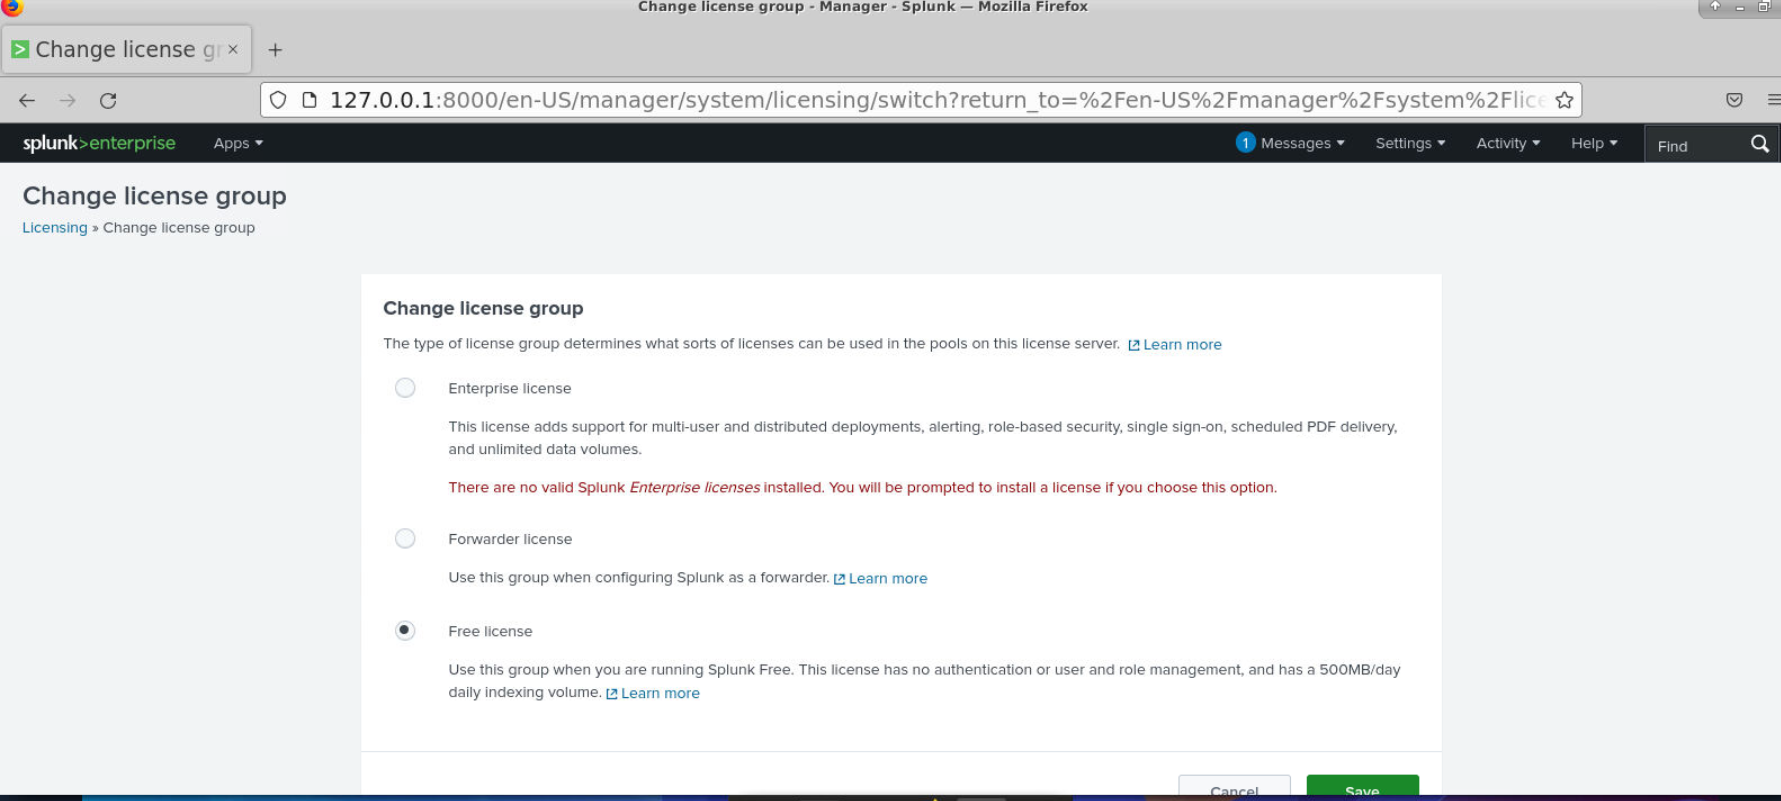 Change license group - Manager - Splunk — Mozilla Firefox
Change license gr
127.0.0.1:8000/en-US/manager/system/licensing/switch?return_to=%2Fen-US%2Fmanager%2Fsystem%2Flice
splunk>enterprise Apps 1 Messages Settings Activity Help Find
Change license group
Licensing » Change license group
Change license group
The type of license group determines what sorts of licenses can be used in the pools on this license server. Learn more
Enterprise license
This license adds support for multi-user and distributed deployments, alerting, role-based security, single sign-on, scheduled PDF delivery,
and unlimited data volumes.
There are no valid Splunk Enterprise licenses installed. You will be prompted to install a license if you choose this option.
Forwarder license
Use this group when configuring Splunk as a forwarder. Learn more
Free license
Use this group when you are running Splunk Free. This license has no authentication or user and role management, and has a 500MB/day
daily indexing volume. Learn more
Cancel Save